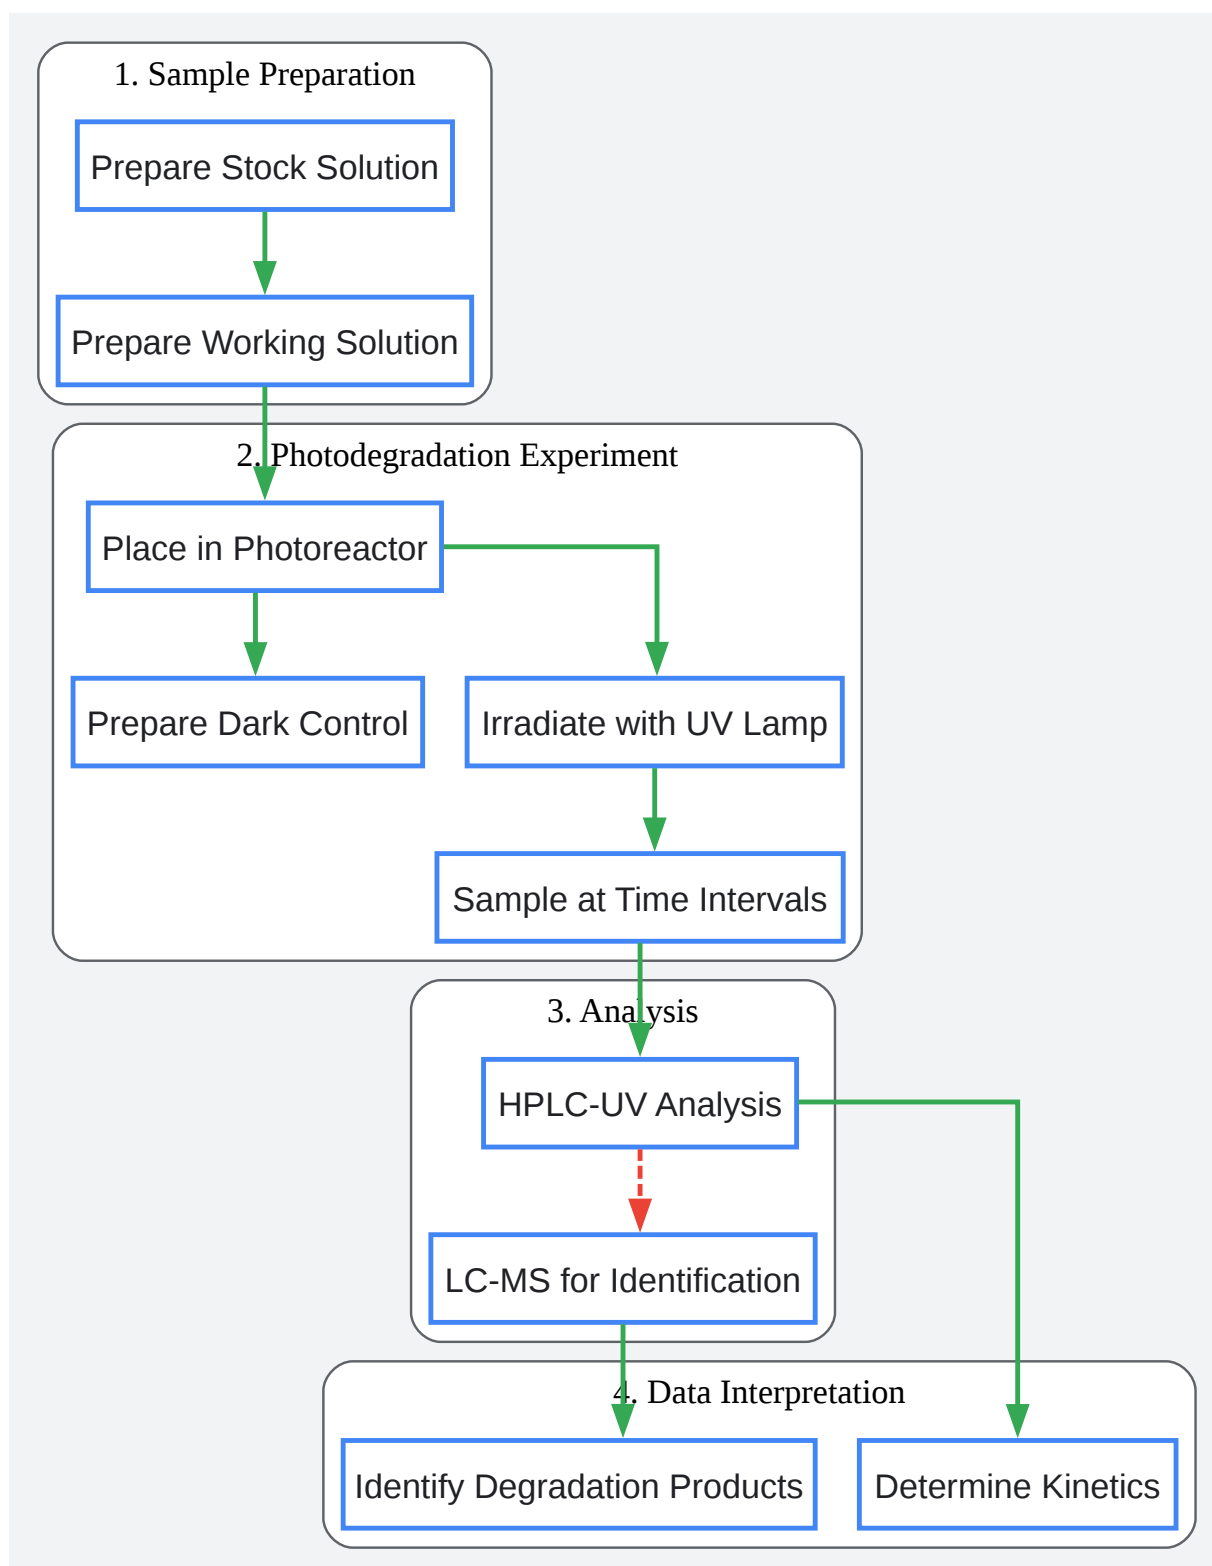 1. Sample Preparation
Prepare Stock Solution
Prepare Working Solution
2. Photodegradation Experiment
Place in Photoreactor
Prepare Dark Control
Irradiate with UV Lamp
Sample at Time Intervals
3. Analysis
HPLC-UV Analysis
LC-MS for Identification
4. Data Interpretation
Identify Degradation Products
Determine Kinetics